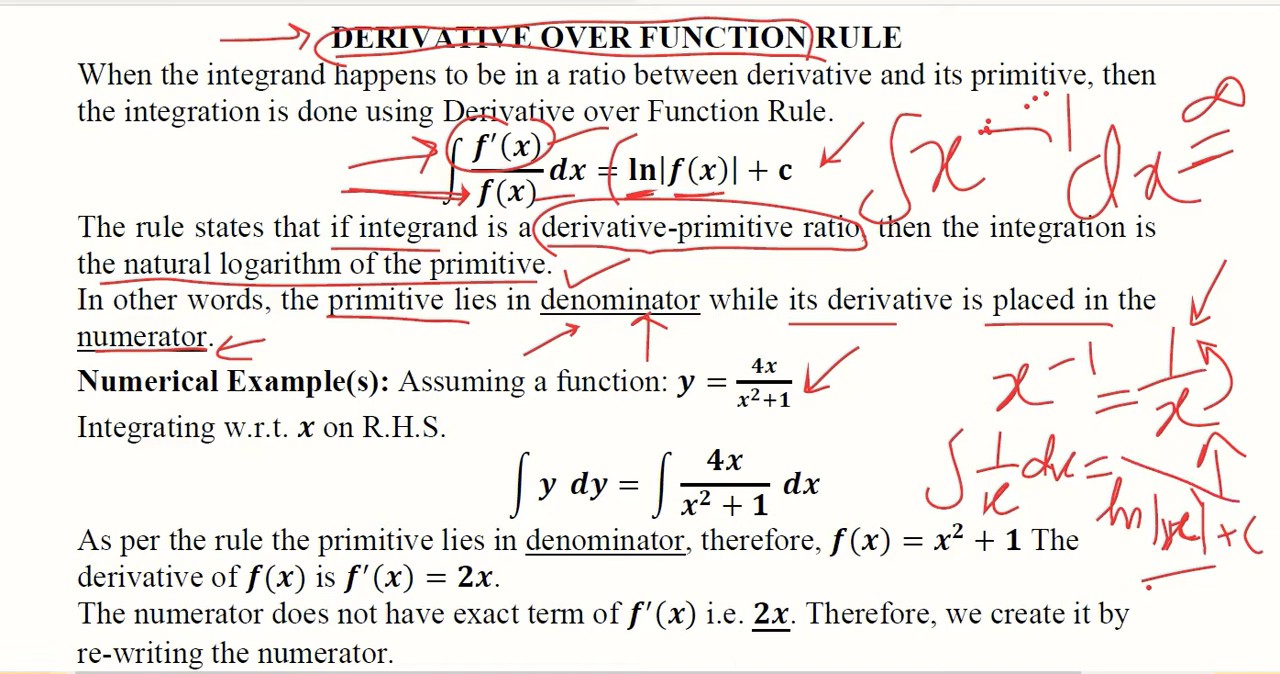 DERIVATIVE OVER FUNCTION RULE
When the integrand happens to be in a ratio between derivative and its primitive, then
the integration is done using Derivative over Function Rule.
∫ f′(x)/f(x) dx = ln|f(x)| + c
∫ x⁻¹ dx = ∞
The rule states that if integrand is a derivative-primitive ratio, then the integration is
the natural logarithm of the primitive.
In other words, the primitive lies in denominator while its derivative is placed in the
numerator.
x⁻¹ = 1/x
Numerical Example(s): Assuming a function: y = 4x/x²+1
Integrating w.r.t. x on R.H.S.
∫ y dy = ∫ 4x/x² + 1 dx
∫ 1/x dx =
ln |x| + c
As per the rule the primitive lies in denominator, therefore, f(x) = x² + 1 The
derivative of f(x) is f′(x) = 2x.
The numerator does not have exact term of f′(x) i.e. 2x. Therefore, we create it by
re-writing the numerator.